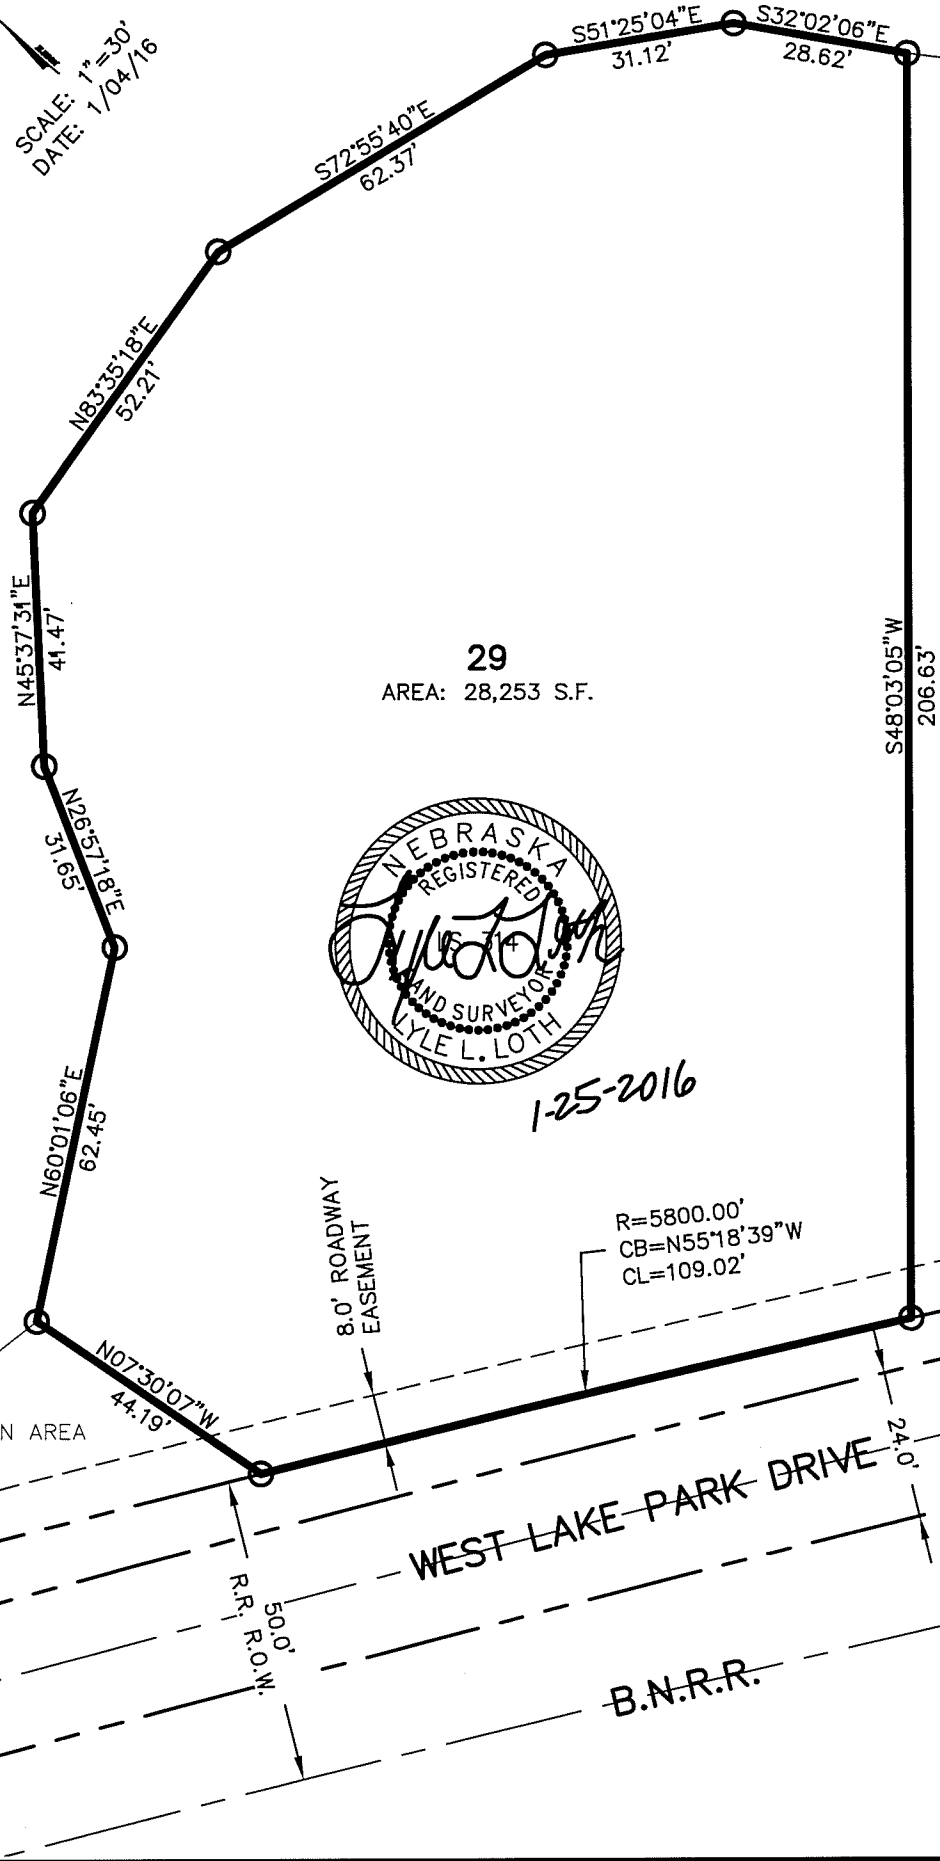 SCALE: 1"=30'
DATE: 1/04/16
S51°25'04"E
31.12'
S32°02'06"E
28.62'
S72°55'40"E
62.37'
N83°35'18"E
52.21'
N45°37'31"E
41.47'
29
AREA: 28,253 S.F.
S48°03'05"W
206.63'
N26°57'18"E
31.65'
NEBRASKA
REGISTERED
LS 314
LAND SURVEYOR
LYLE L. LOTH
Lyle L Loth
1-25-2016
N60°01'06"E
62.45'
8.0' ROADWAY
EASEMENT
R=5800.00'
CB=N55°18'39"W
CL=109.02'
N07°30'07"W
44.19'
N AREA
24.0'
WEST LAKE PARK DRIVE
50.0'
R.R. R.O.W.
B.N.R.R.